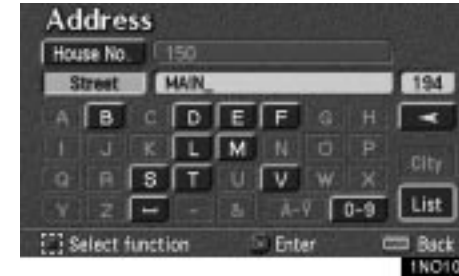 Address
House No. 150
Street MAIN_ 194
A B C D E F G H
I J K L M N O P City
Q R S T U V W X
Y Z - & À-Ý 0-9 List
Select function Enter Back
1NO10